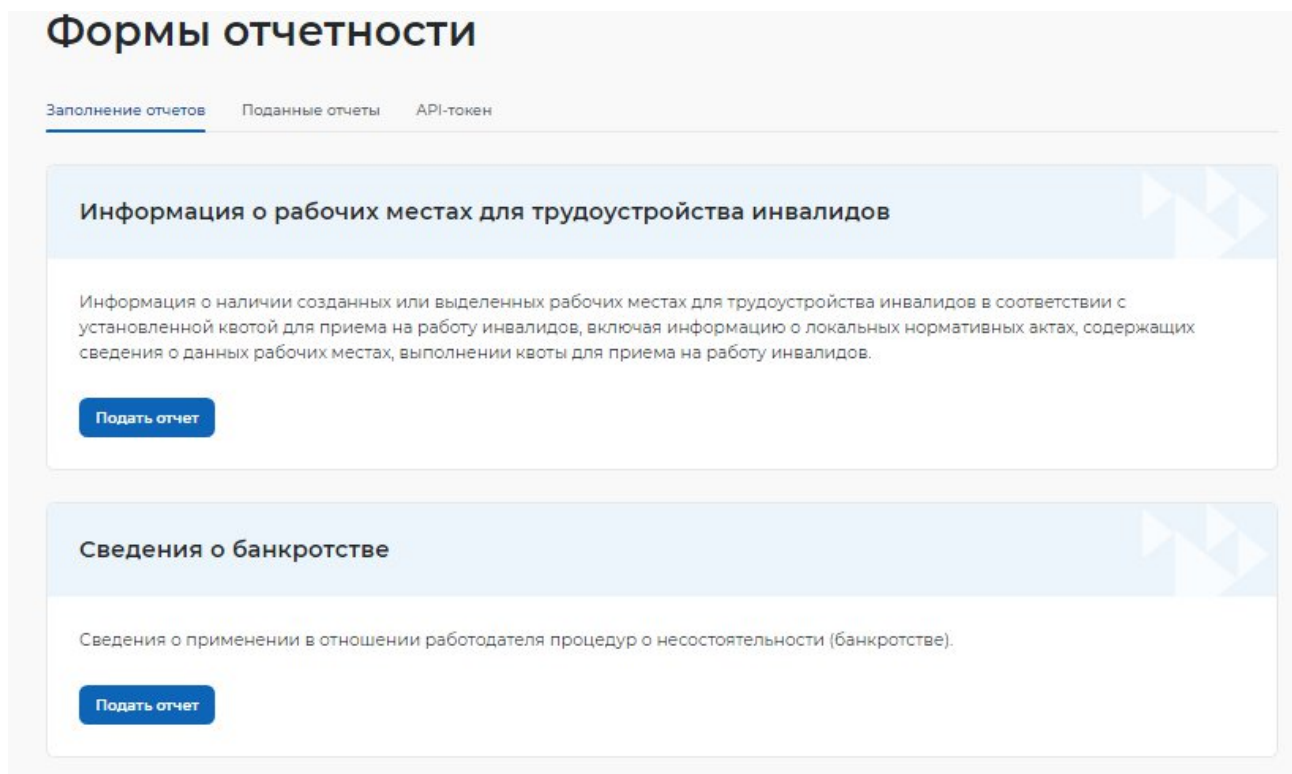 Формы отчетности
Заполнение отчетов Поданные отчеты API-токен
Информация о рабочих местах для трудоустройства инвалидов
Информация о наличии созданных или выделенных рабочих местах для трудоустройства инвалидов в соответствии с
установленной квотой для приема на работу инвалидов, включая информацию о локальных нормативных актах, содержащих
сведения о данных рабочих местах, выполнении квоты для приема на работу инвалидов.
Подать отчет
Сведения о банкротстве
Сведения о применении в отношении работодателя процедур о несостоятельности (банкротстве).
Подать отчет